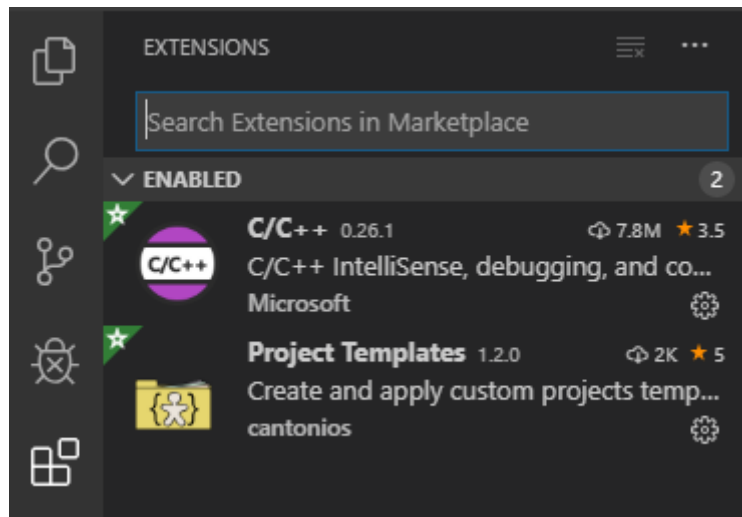 EXTENSIONS
Search Extensions in Marketplace
ENABLED 2
C/C++ 0.26.1 7.8M 3.5
C/C++
C/C++ IntelliSense, debugging, and co...
Microsoft
Project Templates 1.2.0 2K 5
{ }
Create and apply custom projects temp...
cantonios